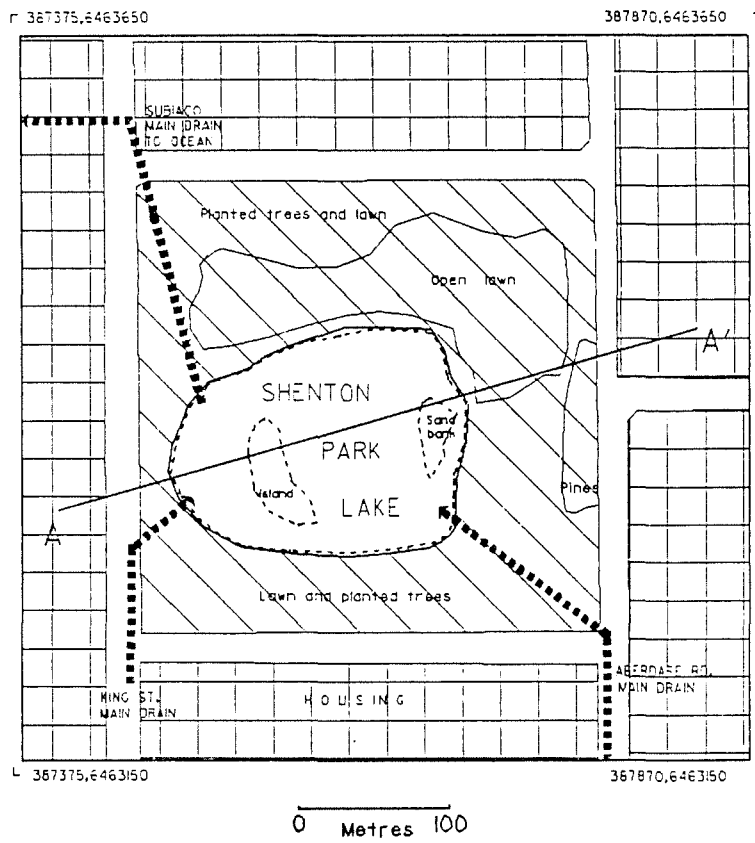 387375,6463650
387870,6463650
SUBIACO
MAIN DRAIN
TO OCEAN
Planted trees and lawn
Open lawn
A'
SHENTON
Sand
bank
PARK
Island
LAKE
Pines
A
Lawn and planted trees
KING ST.
MAIN DRAIN
HOUSING
ABERDARE RD.
MAIN DRAIN
387375,6463150
387870,6463150
0 Metres 100